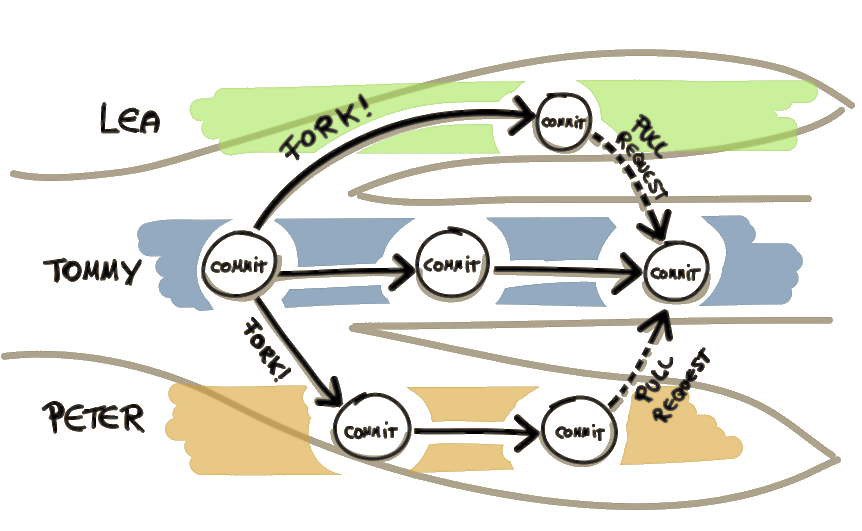 LEA
FORK!
COMMIT
PULL
REQUEST
TOMMY
COMMIT
COMMIT
COMMIT
FORK!
PETER
COMMIT
COMMIT
PULL
REQUEST